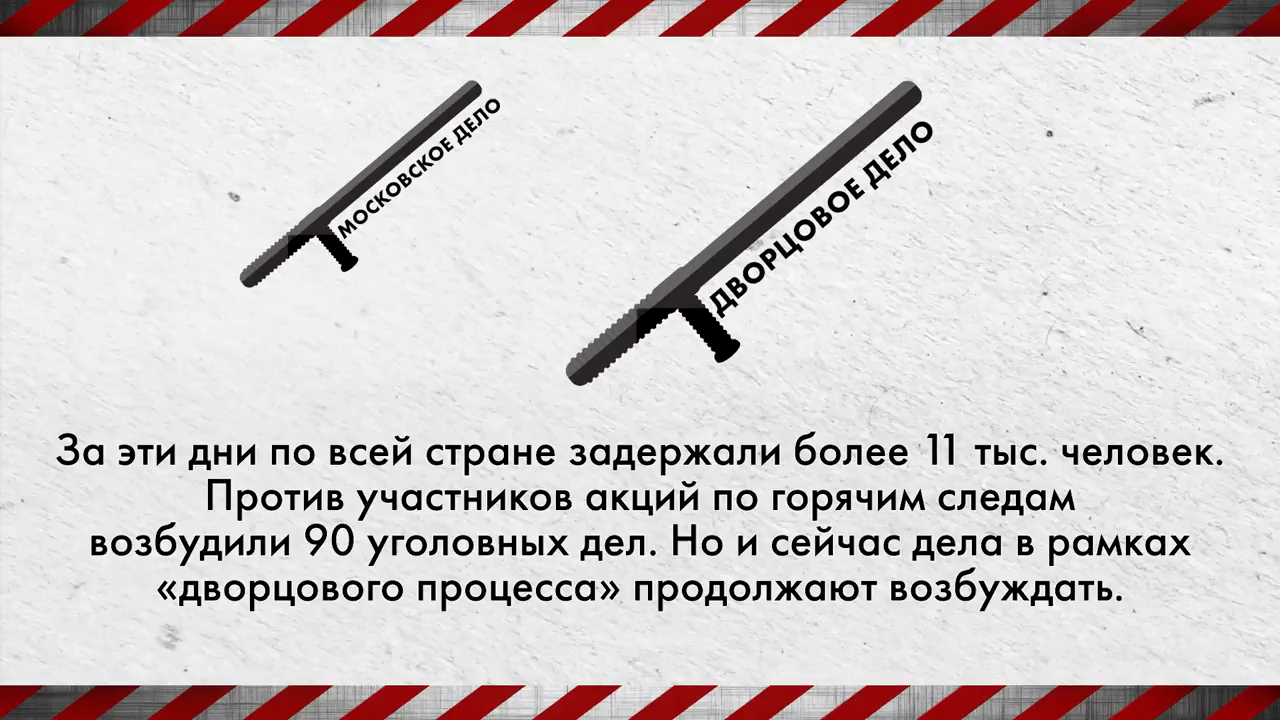 МОСКОВСКОЕ ДЕЛО
ДВОРЦОВОЕ ДЕЛО
За эти дни по всей стране задержали более 11 тыс. человек.
Против участников акций по горячим следам
возбудили 90 уголовных дел. Но и сейчас дела в рамках
«дворцового процесса» продолжают возбуждать.